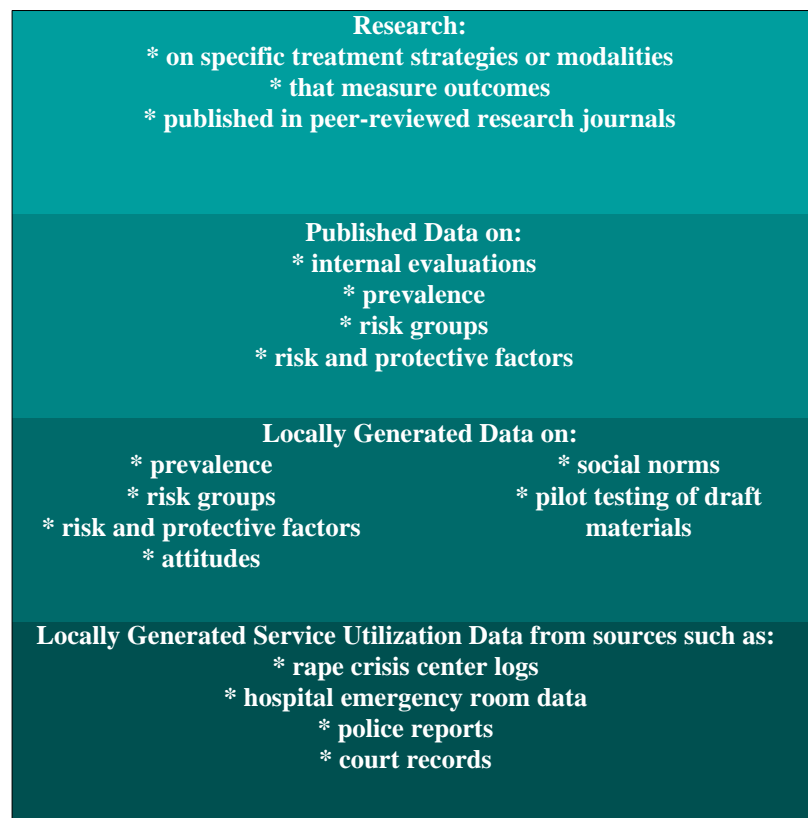 Research:
* on specific treatment strategies or modalities
* that measure outcomes
* published in peer-reviewed research journals
Published Data on:
* internal evaluations
* prevalence
* risk groups
* risk and protective factors
Locally Generated Data on:
* prevalence
* risk groups
* risk and protective factors
* attitudes
* social norms
* pilot testing of draft
materials
Locally Generated Service Utilization Data from sources such as:
* rape crisis center logs
* hospital emergency room data
* police reports
* court records